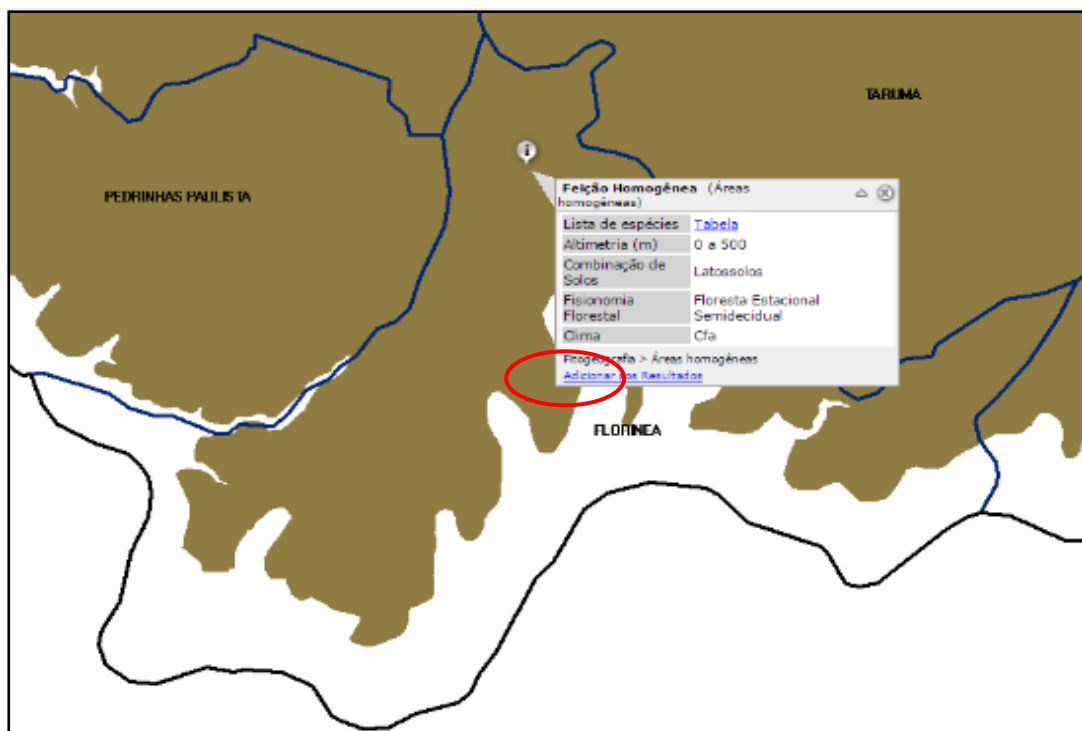 TARUMA
PEDRINHAS PAULISTA
Feição Homogênea (Áreas
homogêneas)
Lista de espécies Tabela
Altimetria (m) 0 a 500
Combinação de
Solos
Latossolos
Fisionomia
Florestal
Floresta Estacional
Semidecidual
Clima Cfa
Fitogeografia > Áreas homogêneas
Adicionar aos Resultados
FLORINEA